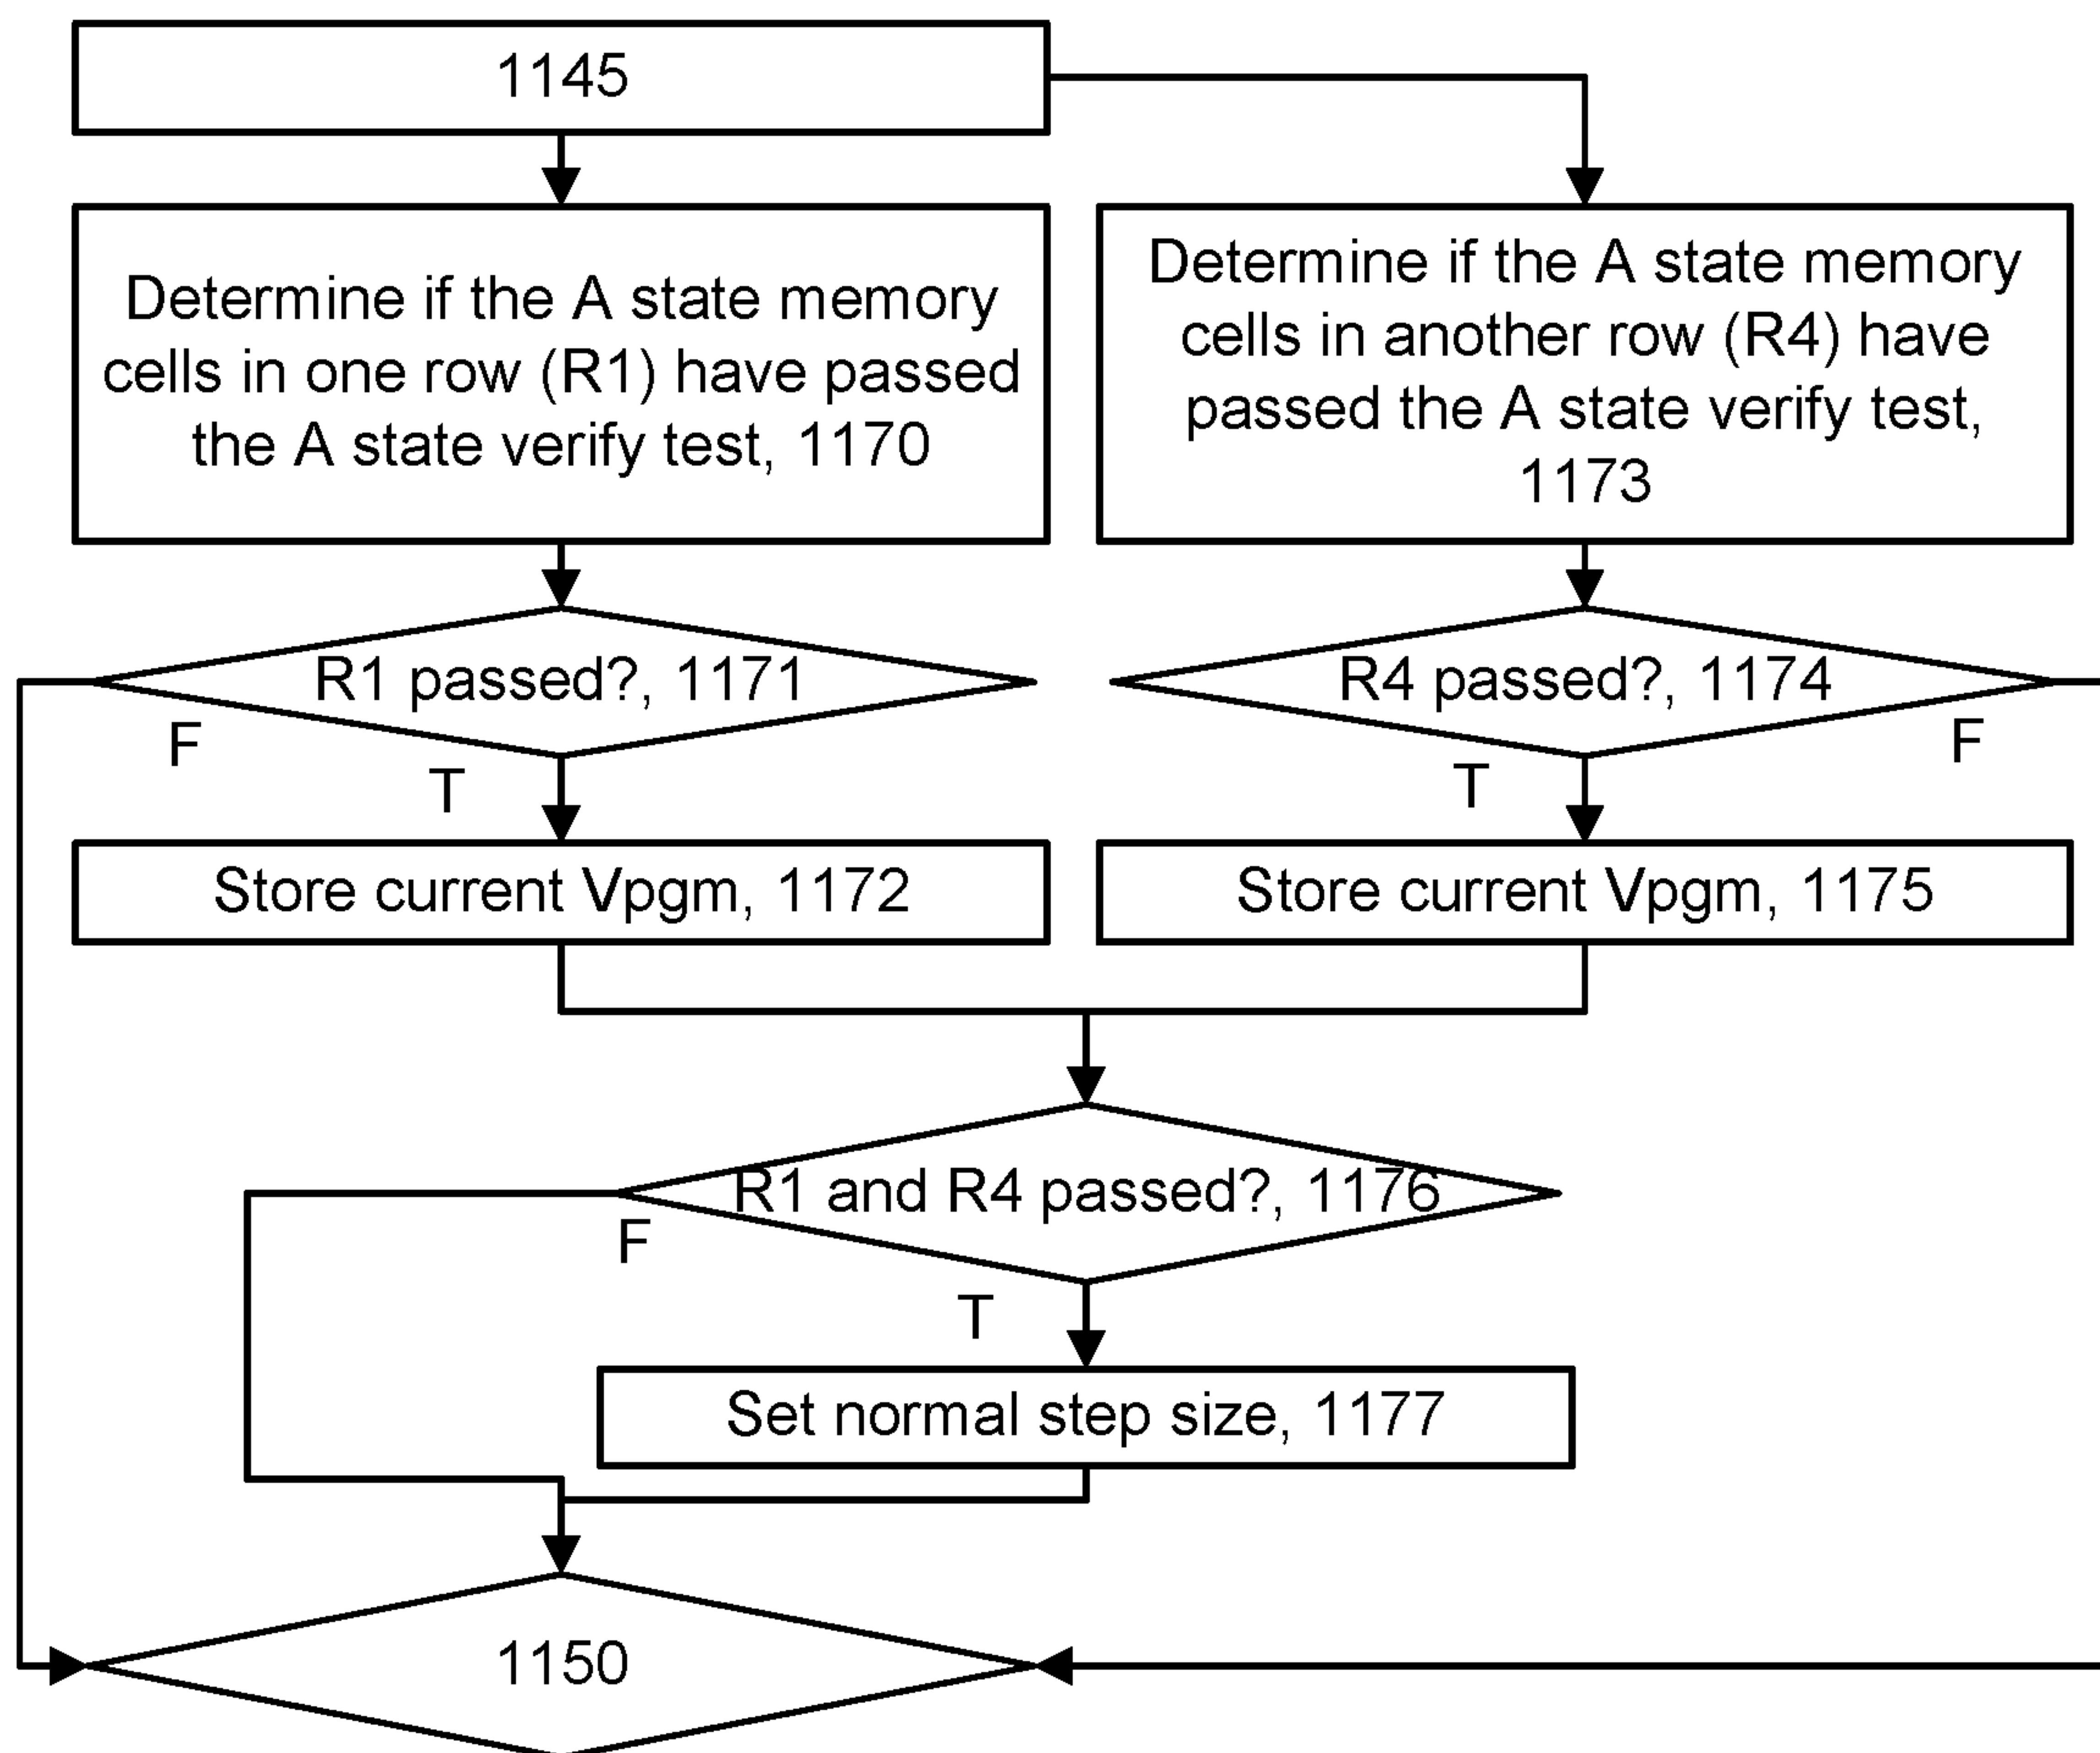 1145
Determine if the A state memory
cells in one row (R1) have passed
the A state verify test, 1170
Determine if the A state memory
cells in another row (R4) have
passed the A state verify test,
1173
R1 passed?, 1171
F
T
R4 passed?, 1174
F
T
Store current Vpgm, 1172
Store current Vpgm, 1175
R1 and R4 passed?, 1176
F
T
Set normal step size, 1177
1150